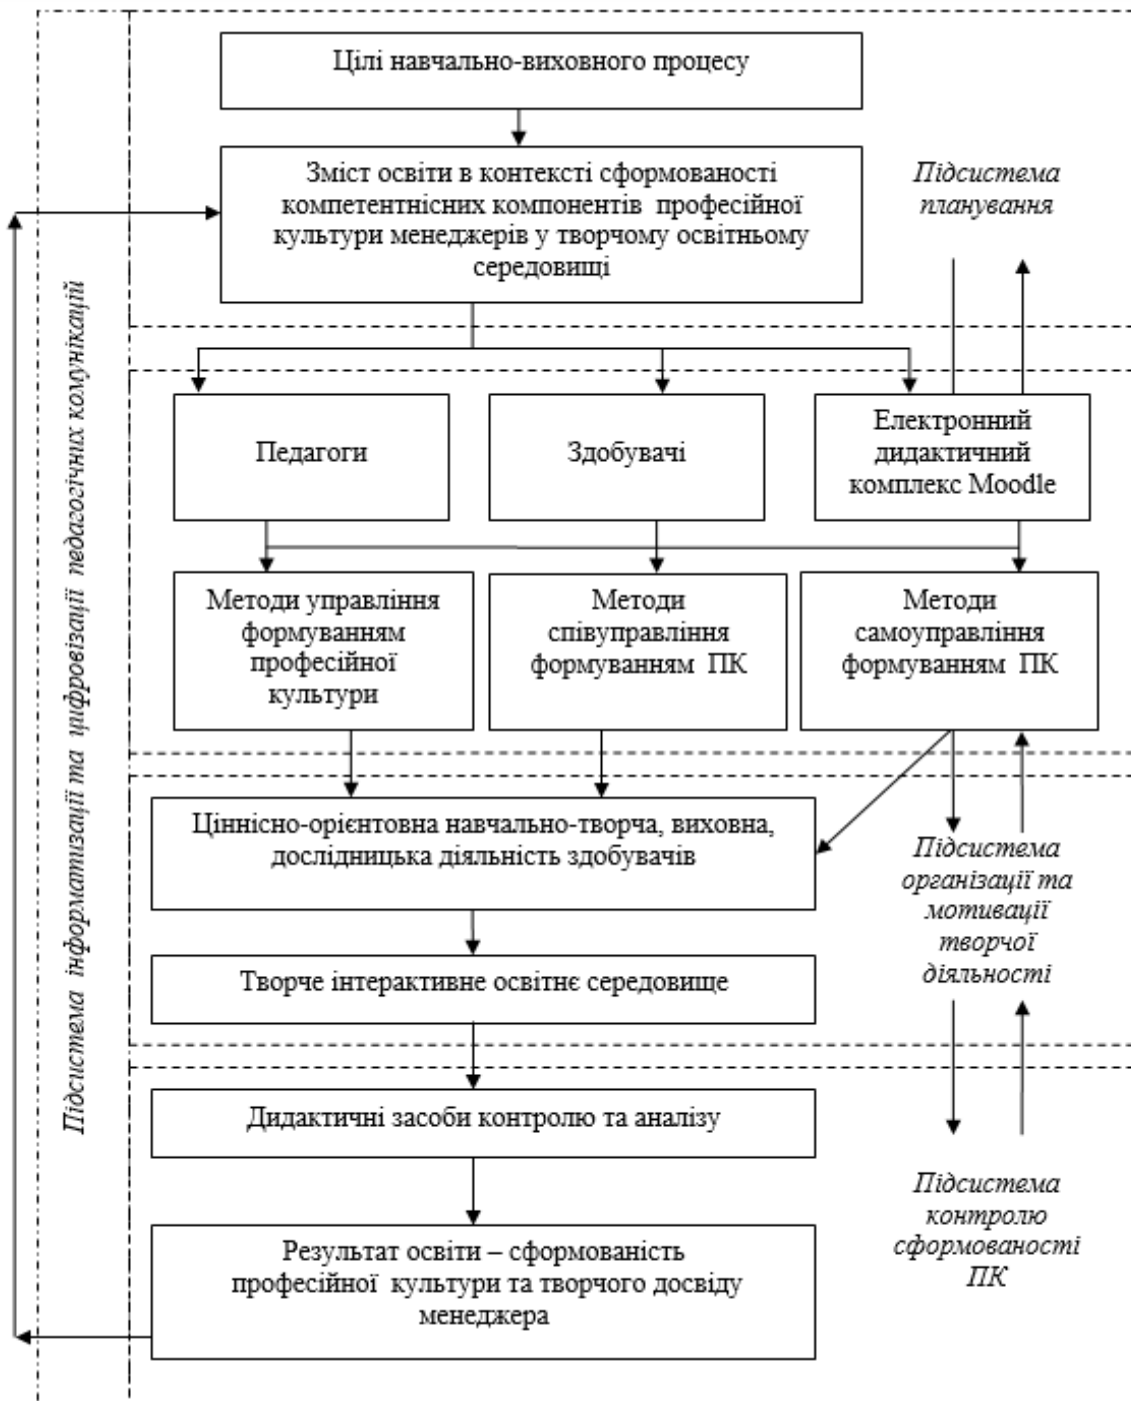 Цілі навчально-виховного процесу
Зміст освіти в контексті сформованості
компетентнісних компонентів професійної
культури менеджерів у творчому освітньому
середовищі
Підсистема
планування
Підсистема інформатизації та цифровізації педагогічних комунікацій
Педагоги
Здобувачі
Електронний
дидактичний
комплекс Moodle
Методи управління
формуванням
професійної
культури
Методи
співуправління
формуванням ПК
Методи
самоуправління
формуванням ПК
Ціннісно-орієнтовна навчально-творча, виховна,
дослідницька діяльність здобувачів
Підсистема
організації та
мотивації
творчої
діяльності
Творче інтерактивне освітнє середовище
Дидактичні засоби контролю та аналізу
Підсистема
контролю
сформованості
ПК
Результат освіти – сформованість
професійної культури та творчого досвіду
менеджера